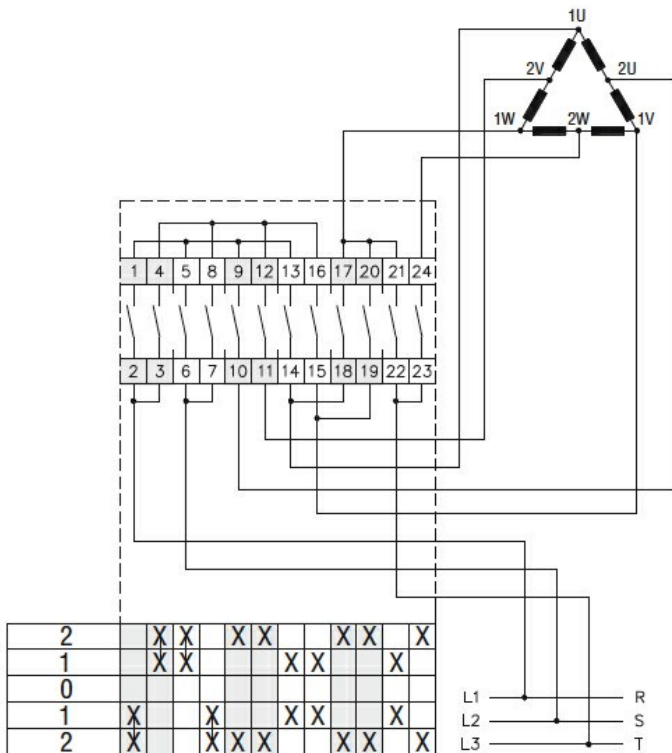 1U
2V 2U
1W 2W 1V
1 4 5 8 9 12 13 16 17 20 21 24
2 3 6 7 10 11 14 15 18 19 22 23
2 X X X X X X X
1 X X X X X
0
1 X X X X X
2 X X X X X X X
L1 R
L2 S
L3 T